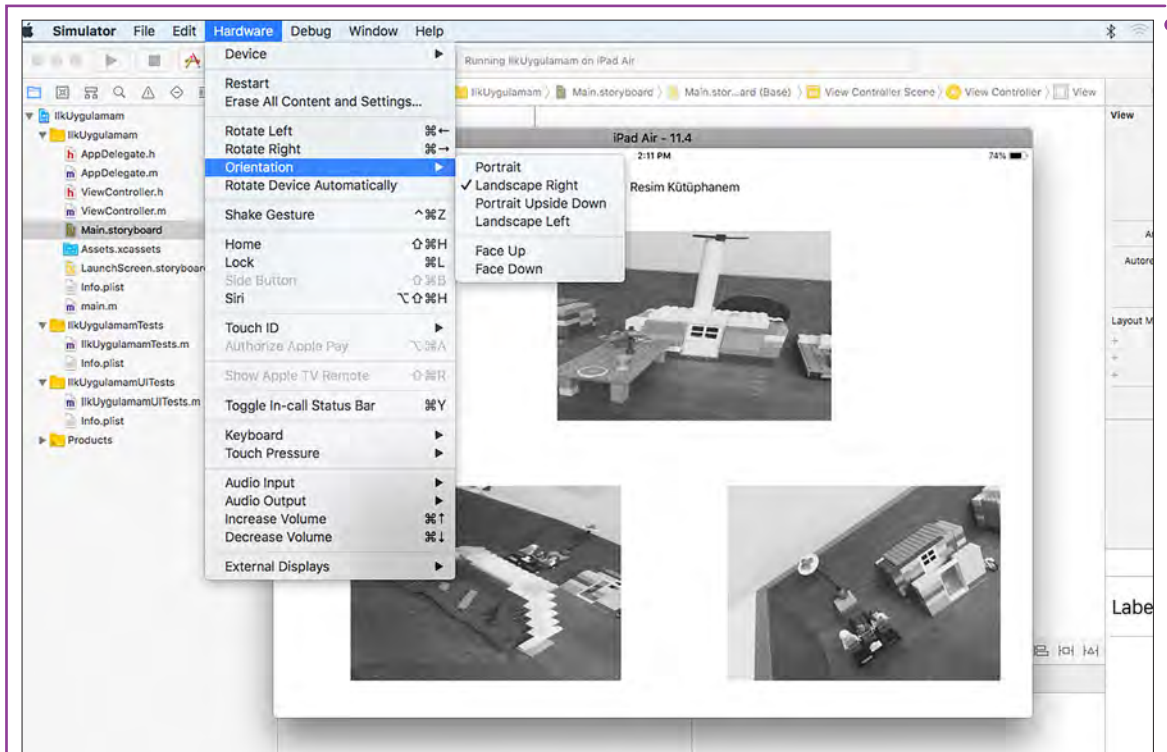 Simulator File Edit Hardware Debug Window Help
Running IlkUygulamam on iPad Air
IlkUygulamam Main.storyboard Main.stor...ard (Base) View Controller Scene View Controller View
IlkUygulamam
IlkUygulamam
h AppDelegate.h
m AppDelegate.m
h ViewController.h
m ViewController.m
Main.storyboard
Assets.xcassets
LaunchScreen.storyboar
Info.plist
m main.m
IlkUygulamamTests
m IlkUygulamamTests.m
Info.plist
IlkUygulamamUITests
m IlkUygulamamUITests.m
Info.plist
Products
Device
Restart
Erase All Content and Settings...
Rotate Left ⌘←
Rotate Right ⌘→
Orientation
Rotate Device Automatically
Shake Gesture ^⌘Z
Home ⇧⌘H
Lock ⌘L
Side Button ⇧⌘B
Siri ⌥⇧⌘H
Touch ID
Authorize Apple Pay ⌥⌘A
Show Apple TV Remote ⇧⌘R
Toggle In-call Status Bar ⌘Y
Keyboard
Touch Pressure
Audio Input
Audio Output
Increase Volume ⌘↑
Decrease Volume ⌘↓
External Displays
Portrait
✓ Landscape Right
Portrait Upside Down
Landscape Left
Face Up
Face Down
iPad Air - 11.4
2:11 PM 74%
Resim Kütüphanem
View
Autore
Layout M
Labe